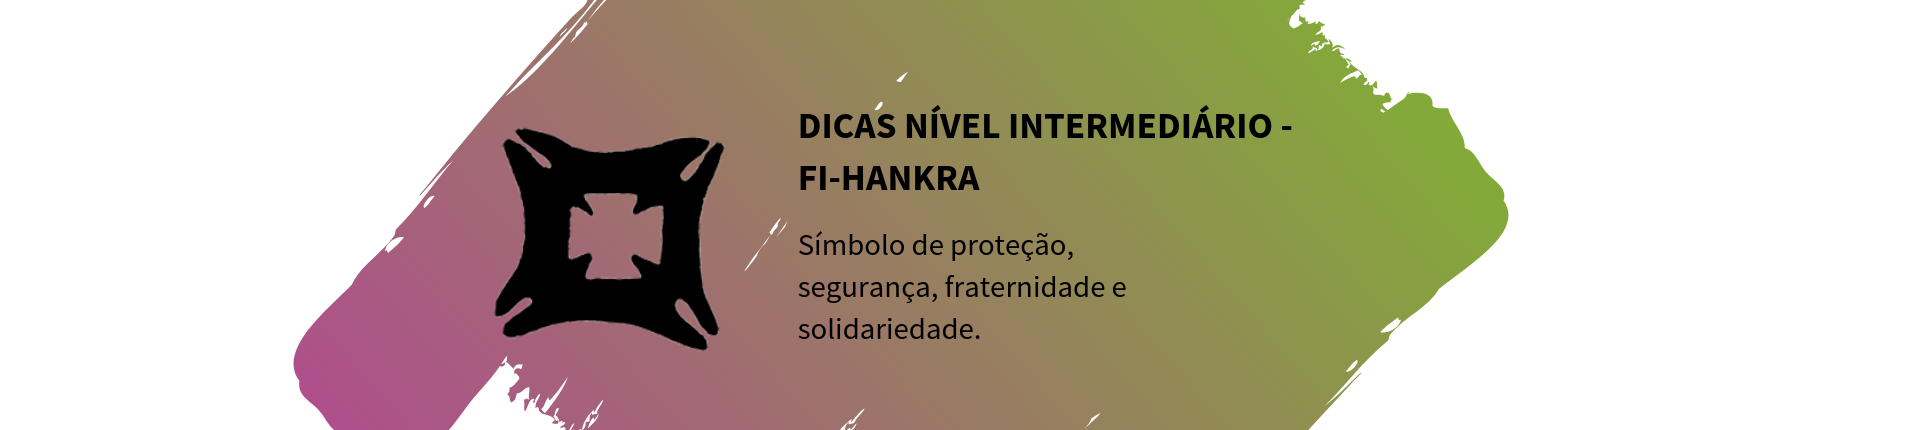 DICAS NÍVEL INTERMEDIÁRIO -
FI-HANKRA
Símbolo de proteção,
segurança, fraternidade e
solidariedade.